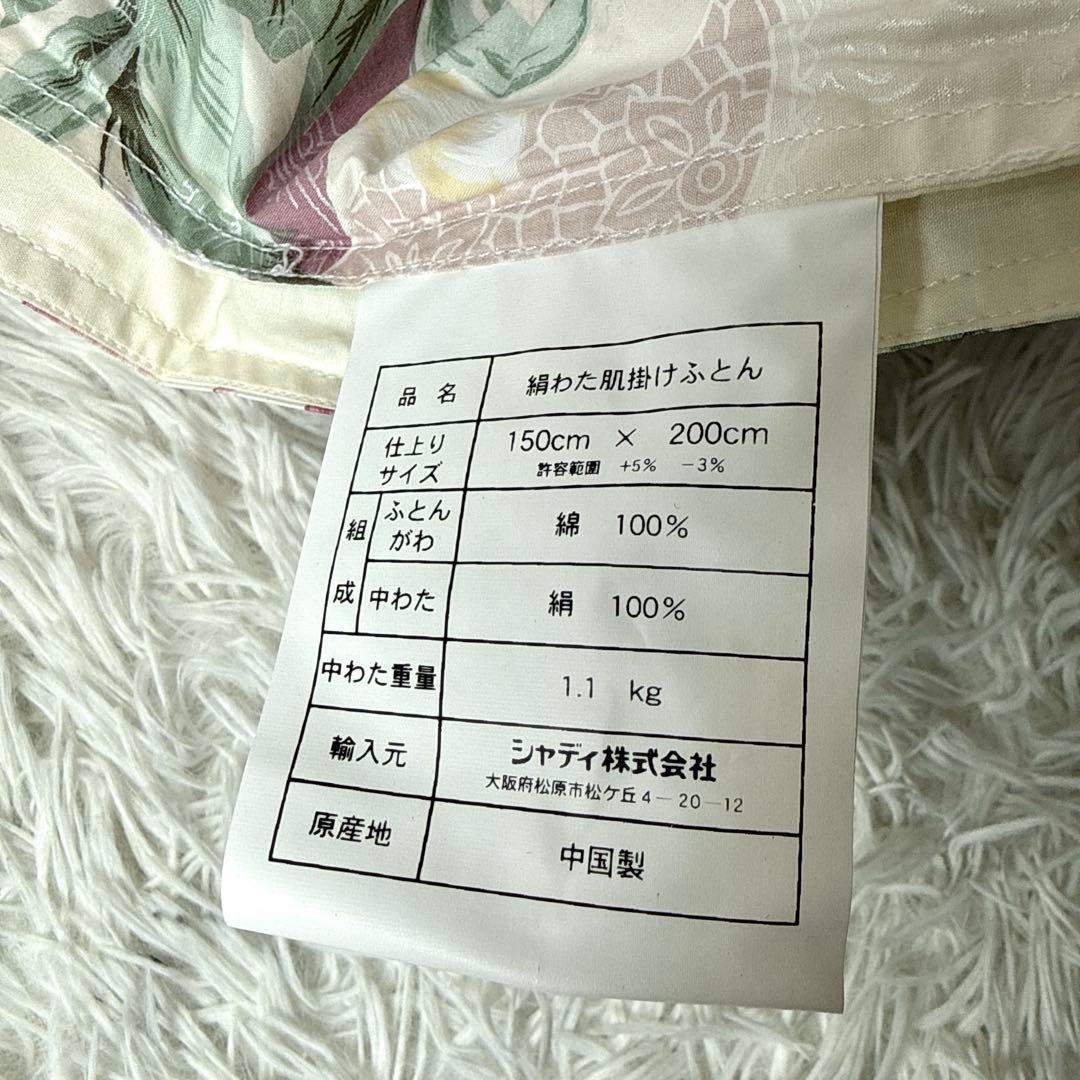 品 名 絹わた肌掛けふとん
仕上り
サイズ
150cm × 200cm
許容範囲 +5% −3%
組成
ふとん
がわ
綿 100%
中わた 絹 100%
中わた重量 1.1 kg
輸入元 シャディ株式会社
大阪府松原市松ケ丘4−20−12
原産地 中国製